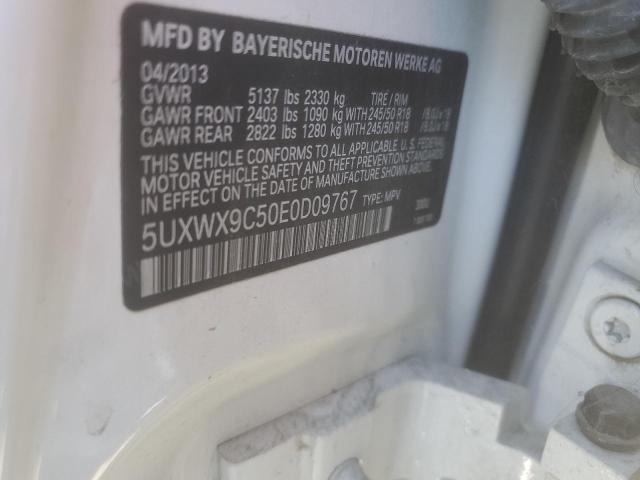 MFD BY BAYERISCHE MOTOREN WERKE AG
04/2013
GVWR 5137 lbs 2330 kg TIRE / RIM
GAWR FRONT 2403 lbs 1090 kg WITH 245/50 R18
GAWR REAR 2822 lbs 1280 kg WITH 245/50 R18
THIS VEHICLE CONFORMS TO ALL APPLICABLE U. S. FEDERAL
MOTOR VEHICLE SAFETY AND THEFT PREVENTION STANDARDS
IN EFFECT ON THE DATE OF MANUFACTURE SHOWN ABOVE.
5UXWX9C50E0D09767 TYPE: MPV